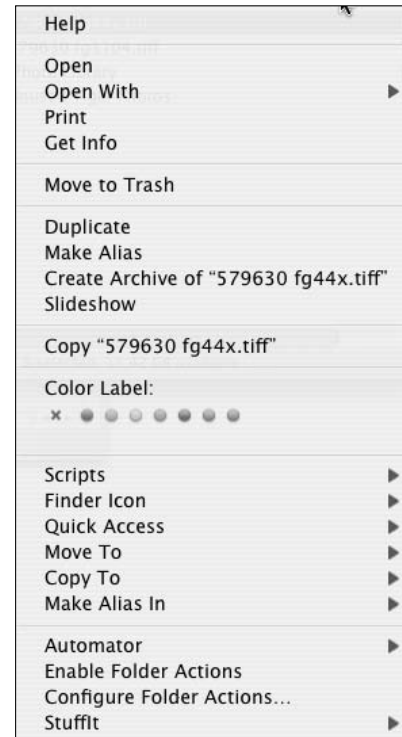 Help
Open
Open With
Print
Get Info
Move to Trash
Duplicate
Make Alias
Create Archive of “579630 fg44x.tiff”
Slideshow
Copy “579630 fg44x.tiff”
Color Label:
Scripts
Finder Icon
Quick Access
Move To
Copy To
Make Alias In
Automator
Enable Folder Actions
Configure Folder Actions...
StuffIt